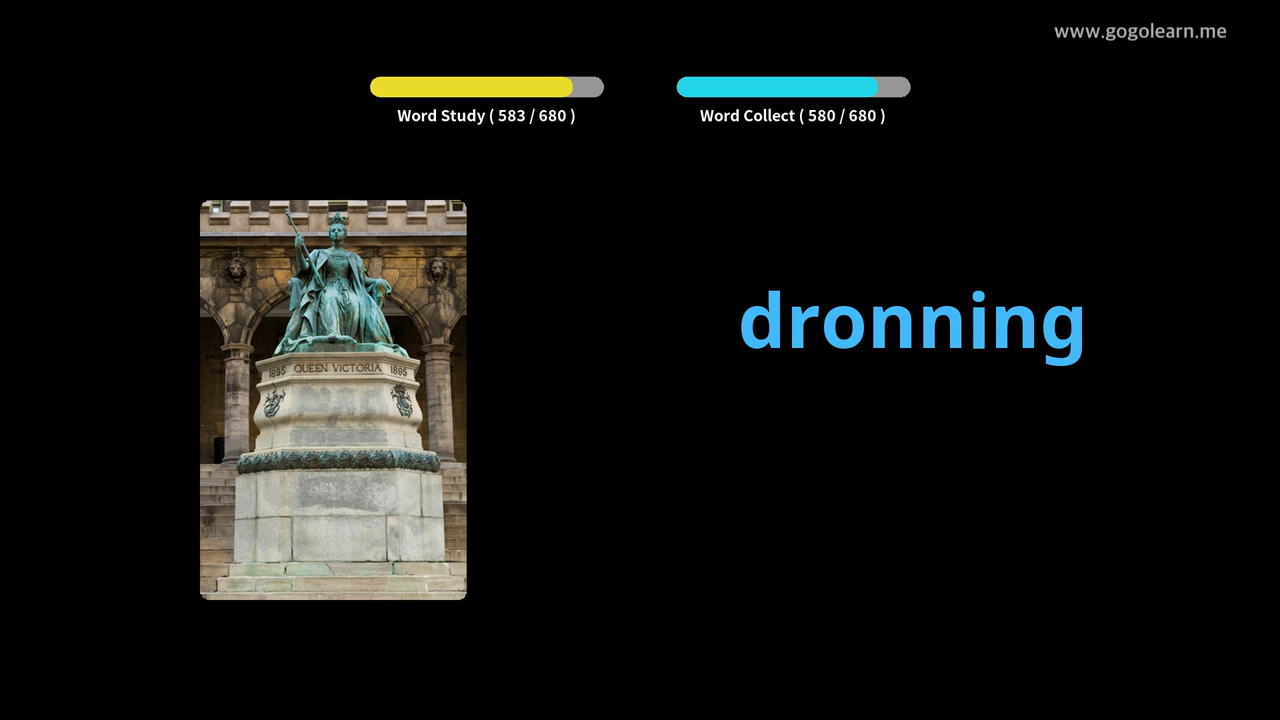 www.gogolearn.me
Word Study ( 583 / 680 )
Word Collect ( 580 / 680 )
dronning
1895 QUEEN VICTORIA 1895